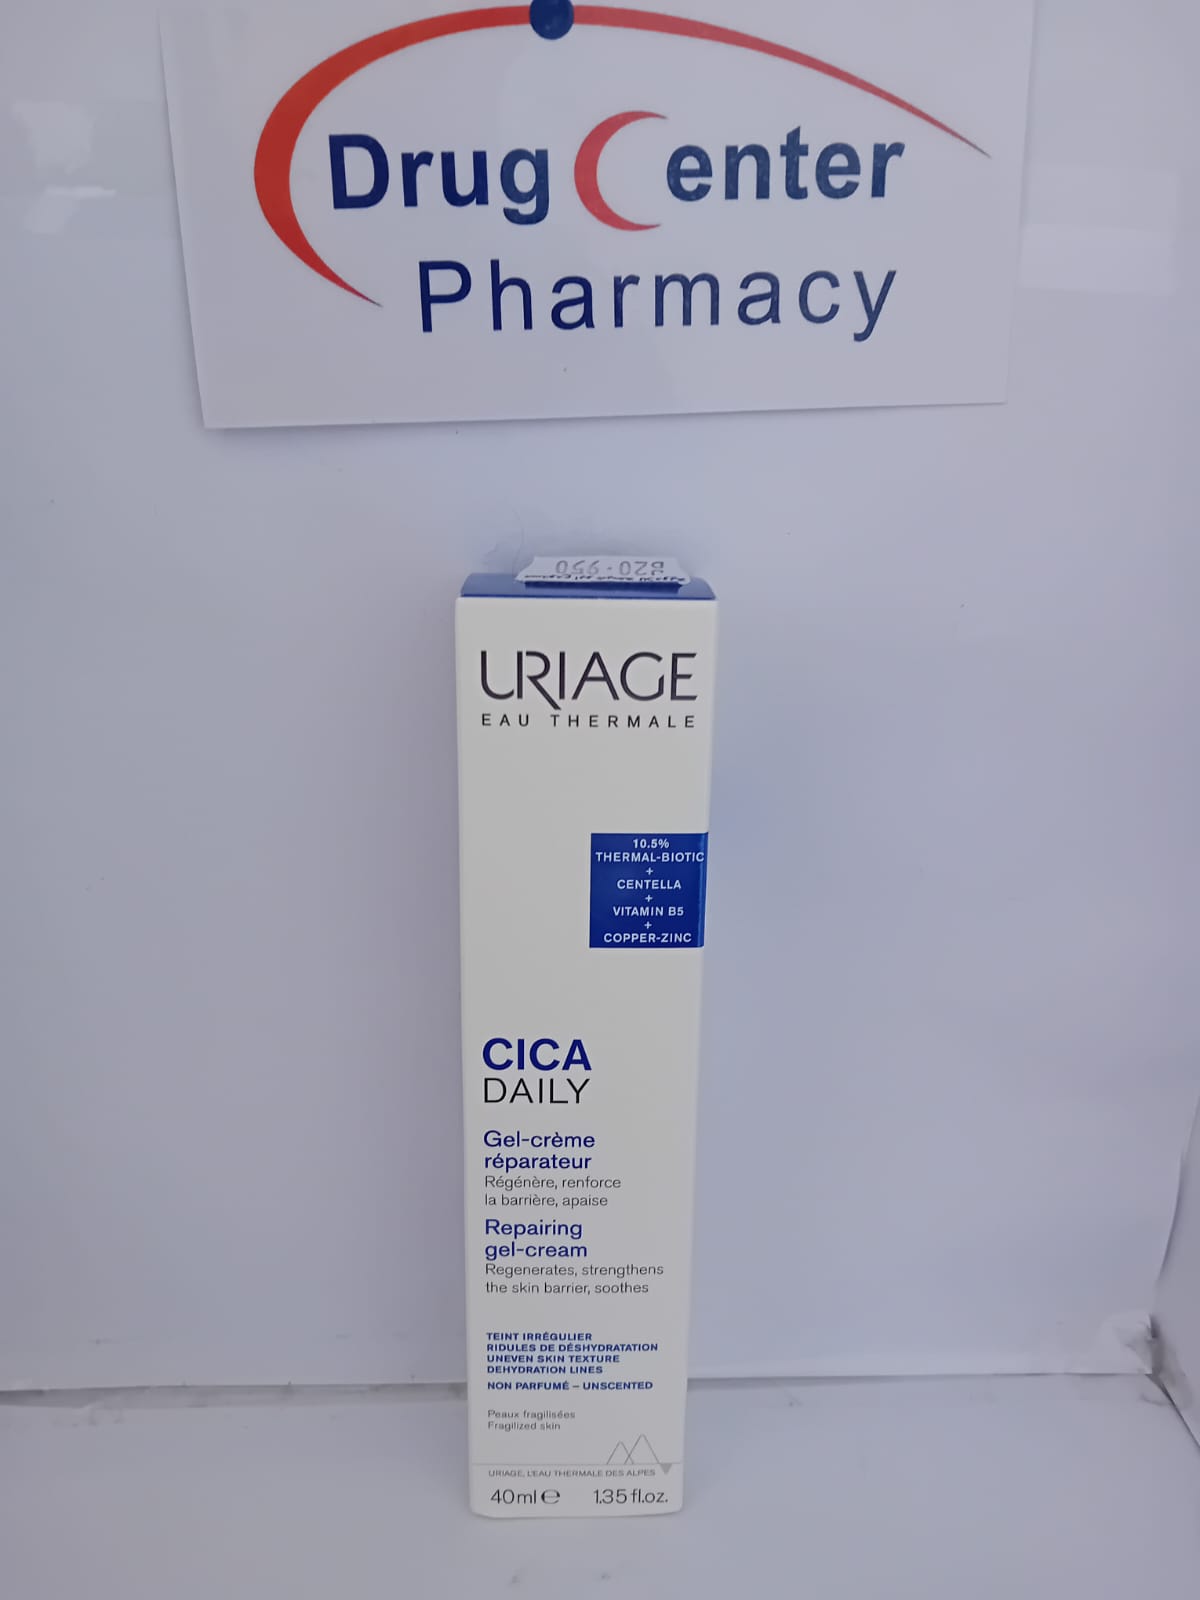 Drug Center
Pharmacy
URIAGE
EAU THERMALE
10.5%
THERMAL-BIOTIC
+
CENTELLA
+
VITAMIN B5
+
COPPER-ZINC
CICA
DAILY
Gel-crème
réparateur
Régénère, renforce
la barrière, apaise
Repairing
gel-cream
Regenerates, strengthens
the skin barrier, soothes
TEINT IRRÉGULIER
RIDULES DE DÉSHYDRATATION
UNEVEN SKIN TEXTURE
DEHYDRATION LINES
NON PARFUMÉ – UNSCENTED
Peaux fragilisées
Fragilized skin
URIAGE, L'EAU THERMALE DES ALPES
40 ml ℮ 1.35 fl.oz.